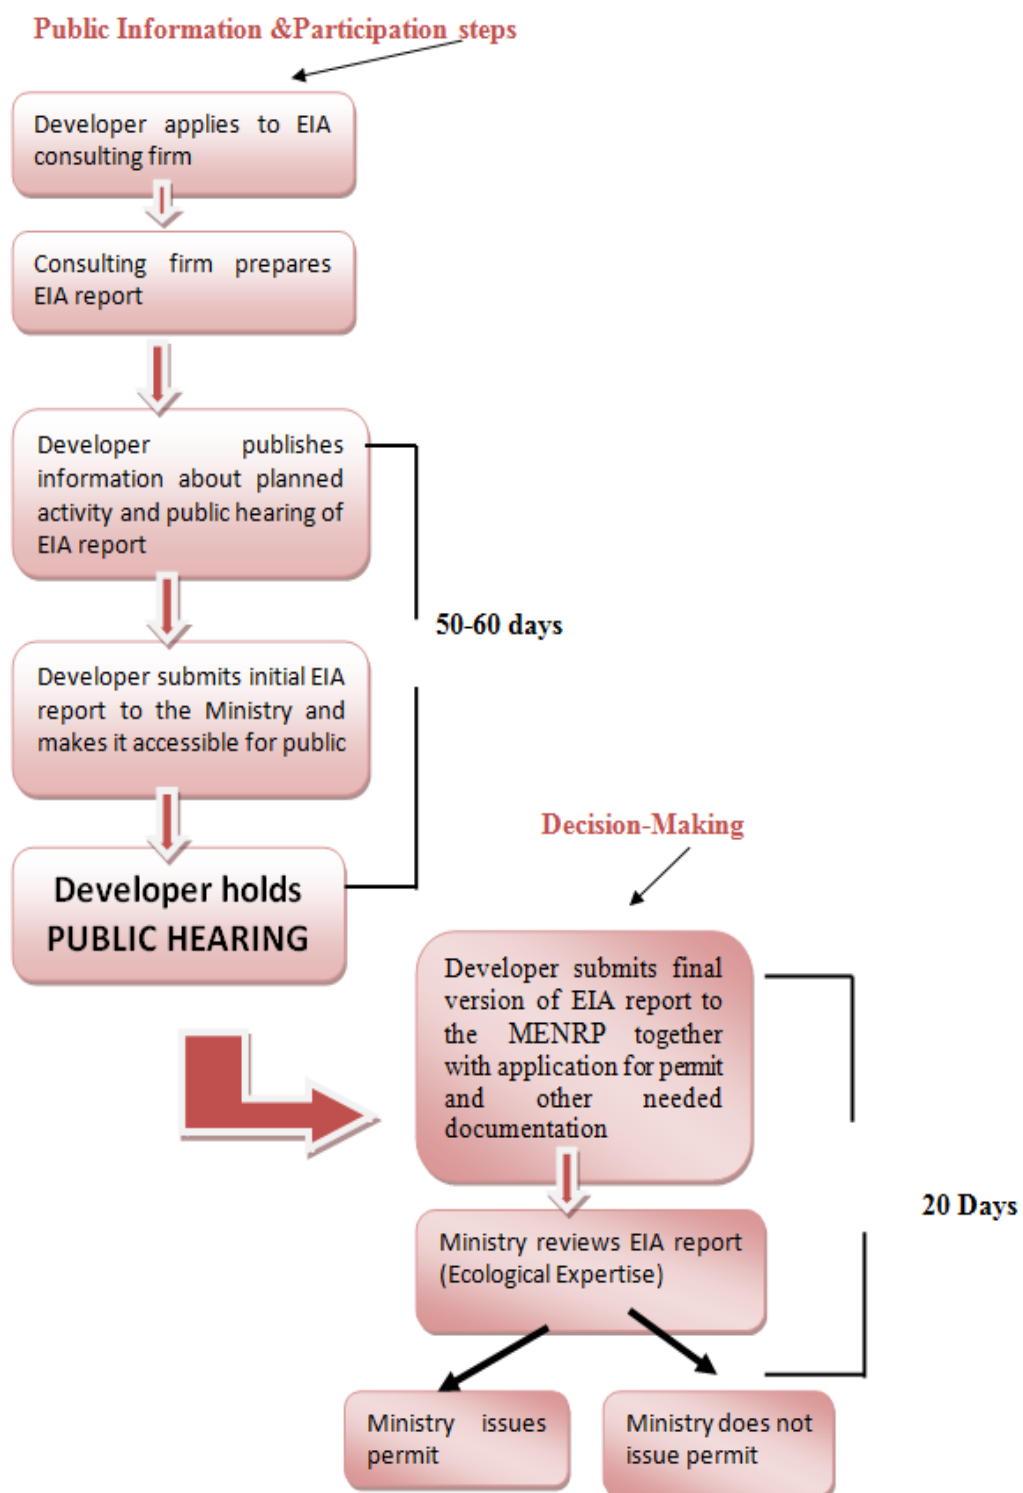 Public Information &Participation steps
Developer applies to EIA
consulting firm
Consulting firm prepares
EIA report
Developer publishes
information about planned
activity and public hearing of
EIA report
50-60 days
Developer submits initial EIA
report to the Ministry and
makes it accessible for public
Developer holds
PUBLIC HEARING
Decision-Making
Developer submits final
version of EIA report to
the MENRP together
with application for permit
and other needed
documentation
20 Days
Ministry reviews EIA report
(Ecological Expertise)
Ministry issues
permit
Ministry does not
issue permit